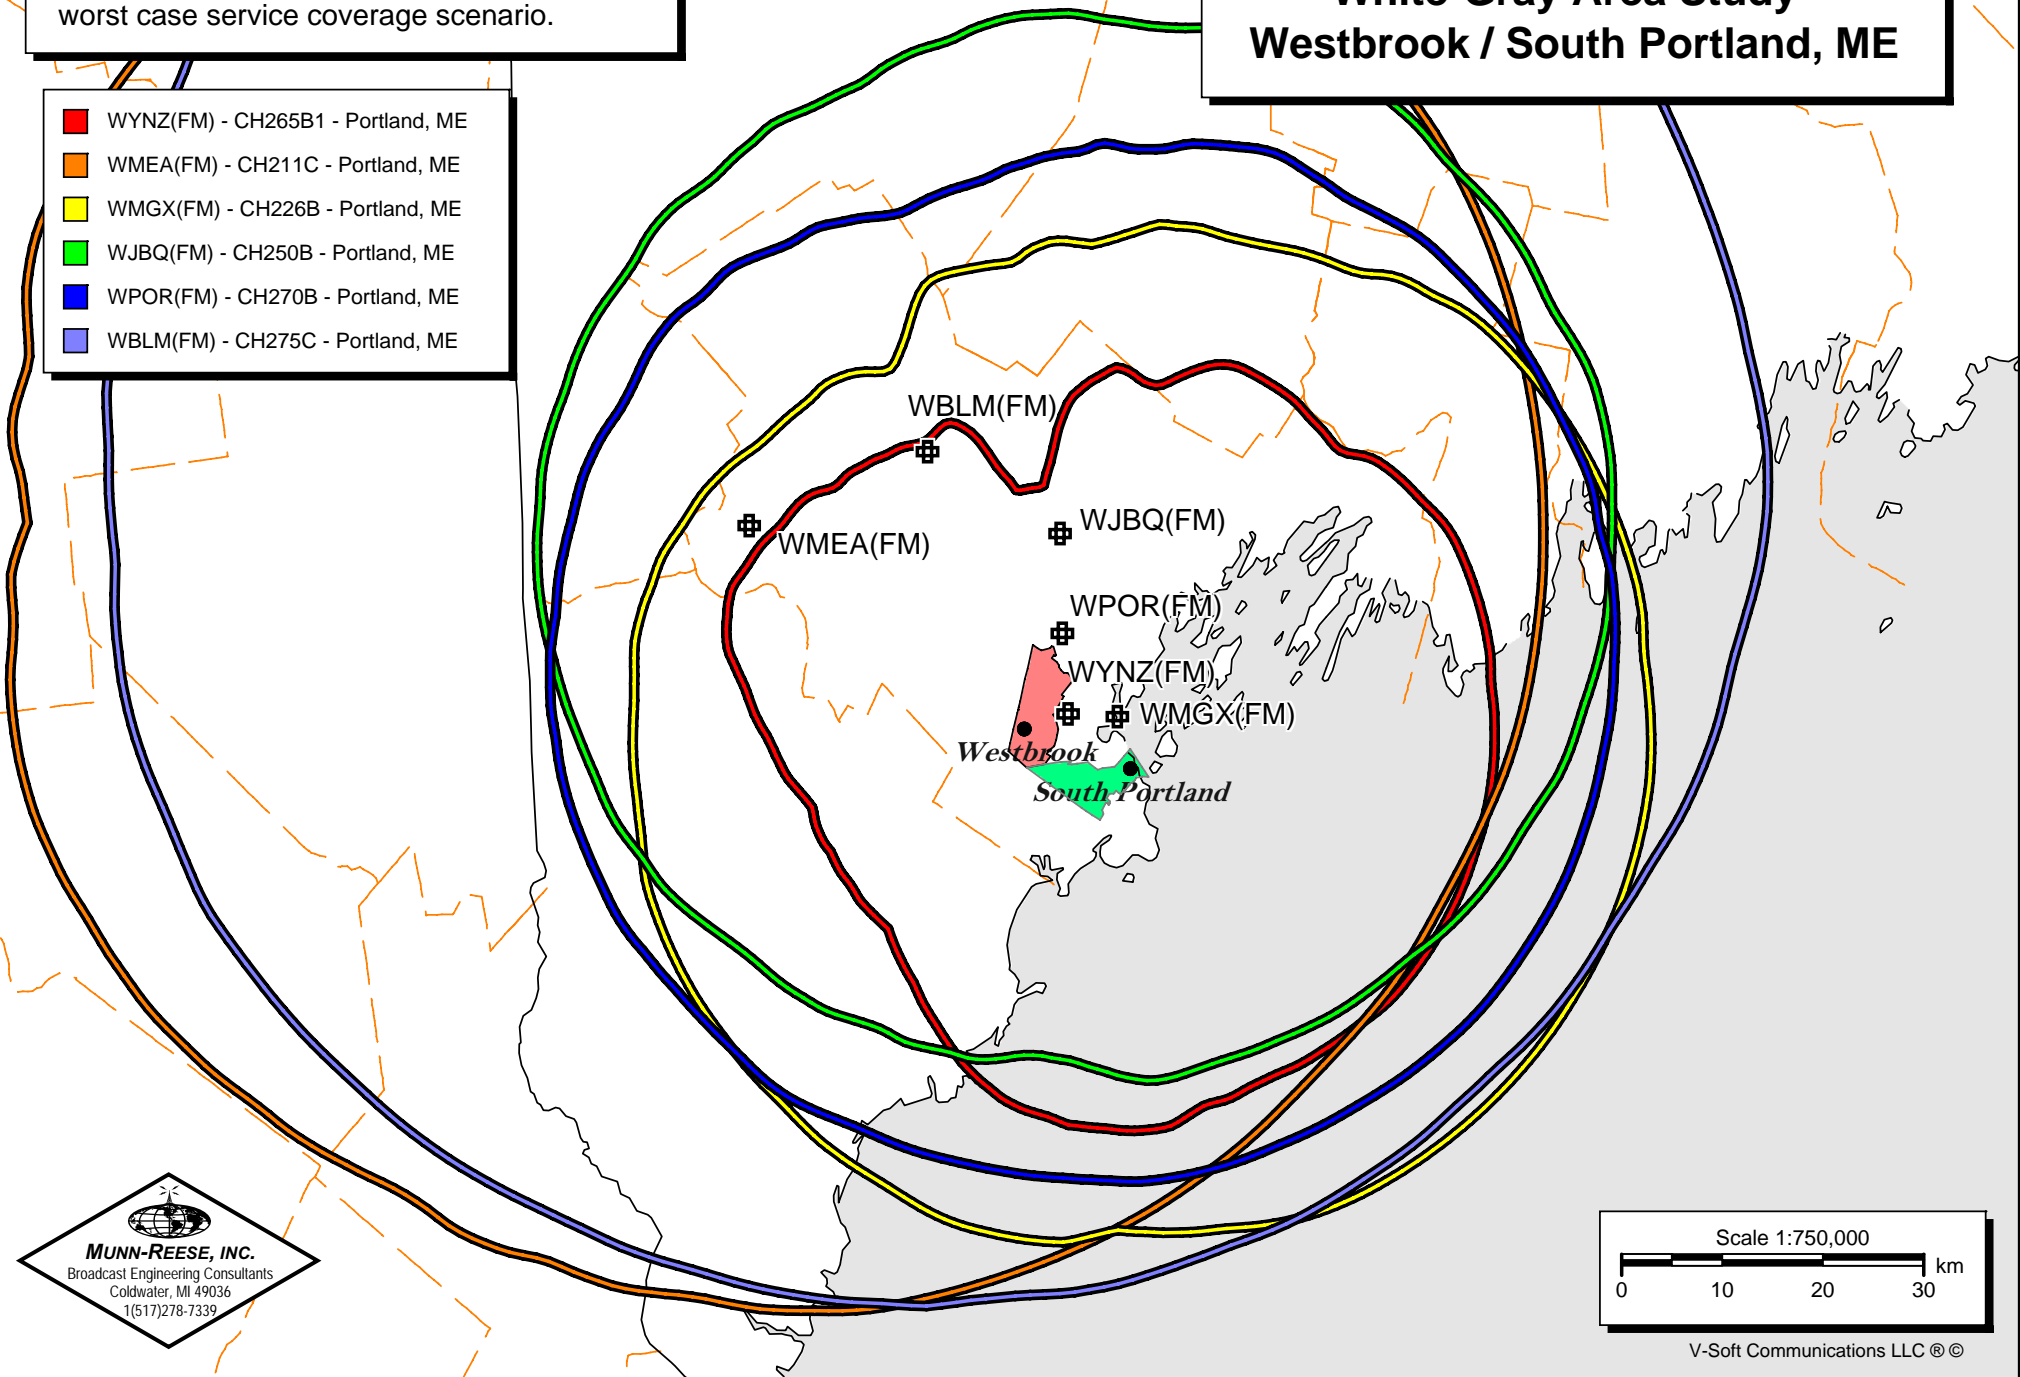 worst case service coverage scenario.
White Gray Area Study
Westbrook / South Portland, ME
WYNZ(FM) - CH265B1 - Portland, ME
WMEA(FM) - CH211C - Portland, ME
WMGX(FM) - CH226B - Portland, ME
WJBQ(FM) - CH250B - Portland, ME
WPOR(FM) - CH270B - Portland, ME
WBLM(FM) - CH275C - Portland, ME
WBLM(FM)
WJBQ(FM)
WMEA(FM)
WPOR(FM)
WYNZ(FM)
WMGX(FM)
Westbrook
South Portland
MUNN-REESE, INC.
Broadcast Engineering Consultants
Coldwater, MI 49036
1(517)278-7339
Scale 1:750,000
km
0 10 20 30
V-Soft Communications LLC ® ©